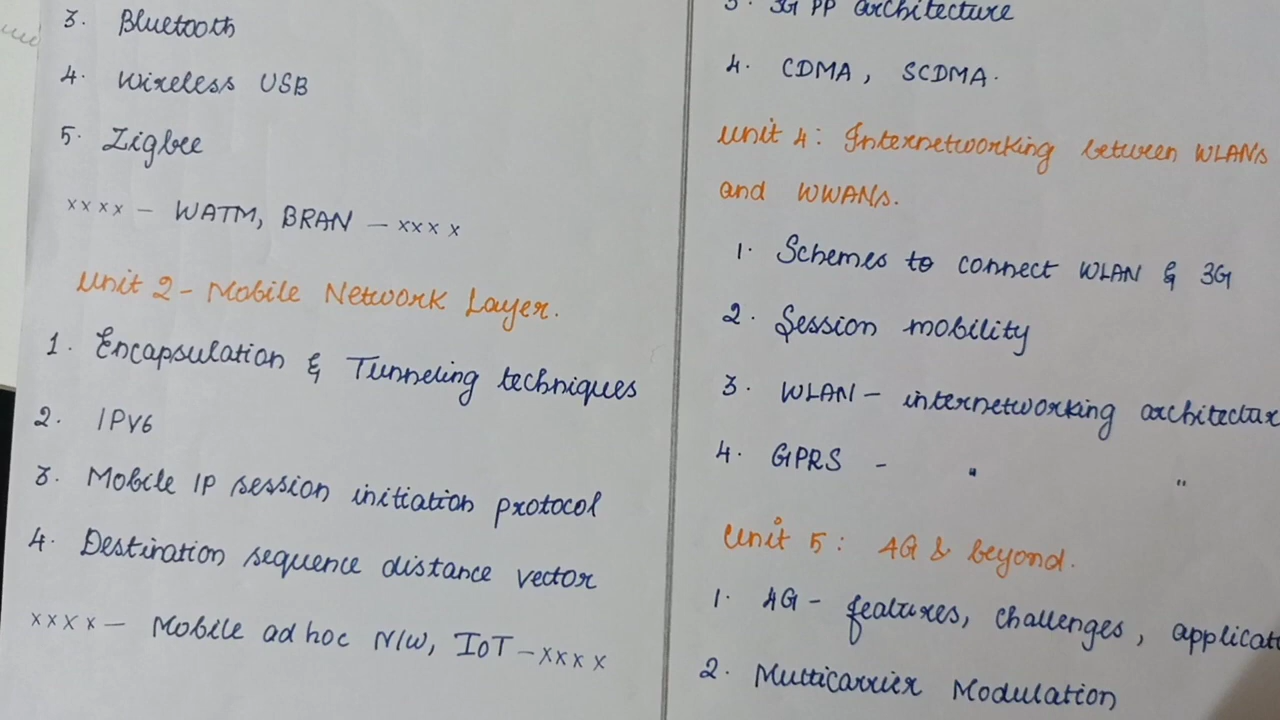 3. Bluetooth
4. Wireless USB
5. Zigbee
xxxx - WATM, BRAN - xxxx
Unit 2 - Mobile Network Layer.
1. Encapsulation & Tunneling techniques
2. IPV6
3. Mobile IP session initiation protocol
4. Destination sequence distance vector
xxxx - Mobile ad hoc N/W, IoT - xxxx
3. 3G PP architecture
4. CDMA, SCDMA.
Unit 4: Internetworking between WLANs
and WWANs.
1. Schemes to connect WLAN & 3G
2. Session mobility
3. WLAN - internetworking architectur
4. GPRS - " "
Unit 5: 4G & beyond.
1. 4G - features, challenges, applicat
2. Multicarrier Modulation